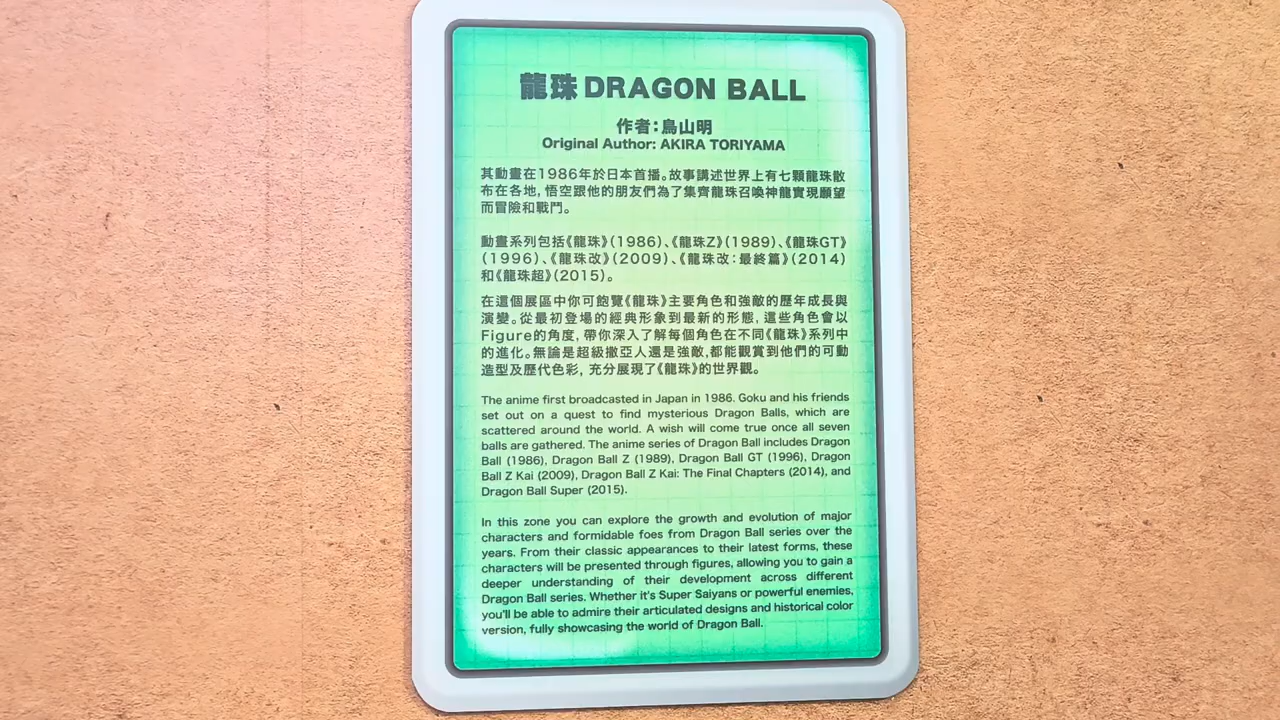 龍珠DRAGON BALL
作者：鳥山明
Original Author: AKIRA TORIYAMA
其動畫在1986年於日本首播。故事講述世界上有七顆龍珠散
布在各地，悟空跟他的朋友們為了集齊龍珠召喚神龍實現願望
而冒險和戰鬥。
動畫系列包括《龍珠》（1986）、《龍珠Z》（1989）、《龍珠GT》
（1996）、《龍珠改》（2009）、《龍珠改：最終篇》（2014）
和《龍珠超》（2015）。
在這個展區中你可飽覽《龍珠》主要角色和強敵的歷年成長與
演變。從最初登場的經典形象到最新的形態，這些角色會以
Figure的角度，帶你深入了解每個角色在不同《龍珠》系列中
的進化。無論是超級撒亞人還是強敵，都能觀賞到他們的可動
造型及歷代色彩，充分展現了《龍珠》的世界觀。
The anime first broadcasted in Japan in 1986. Goku and his friends
set out on a quest to find mysterious Dragon Balls, which are
scattered around the world. A wish will come true once all seven
balls are gathered. The anime series of Dragon Ball includes Dragon
Ball (1986), Dragon Ball Z (1989), Dragon Ball GT (1996), Dragon
Ball Z Kai (2009), Dragon Ball Z Kai: The Final Chapters (2014), and
Dragon Ball Super (2015).
In this zone you can explore the growth and evolution of major
characters and formidable foes from Dragon Ball series over the
years. From their classic appearances to their latest forms, these
characters will be presented through figures, allowing you to gain a
deeper understanding of their development across different
Dragon Ball series. Whether it's Super Saiyans or powerful enemies,
you'll be able to admire their articulated designs and historical color
version, fully showcasing the world of Dragon Ball.